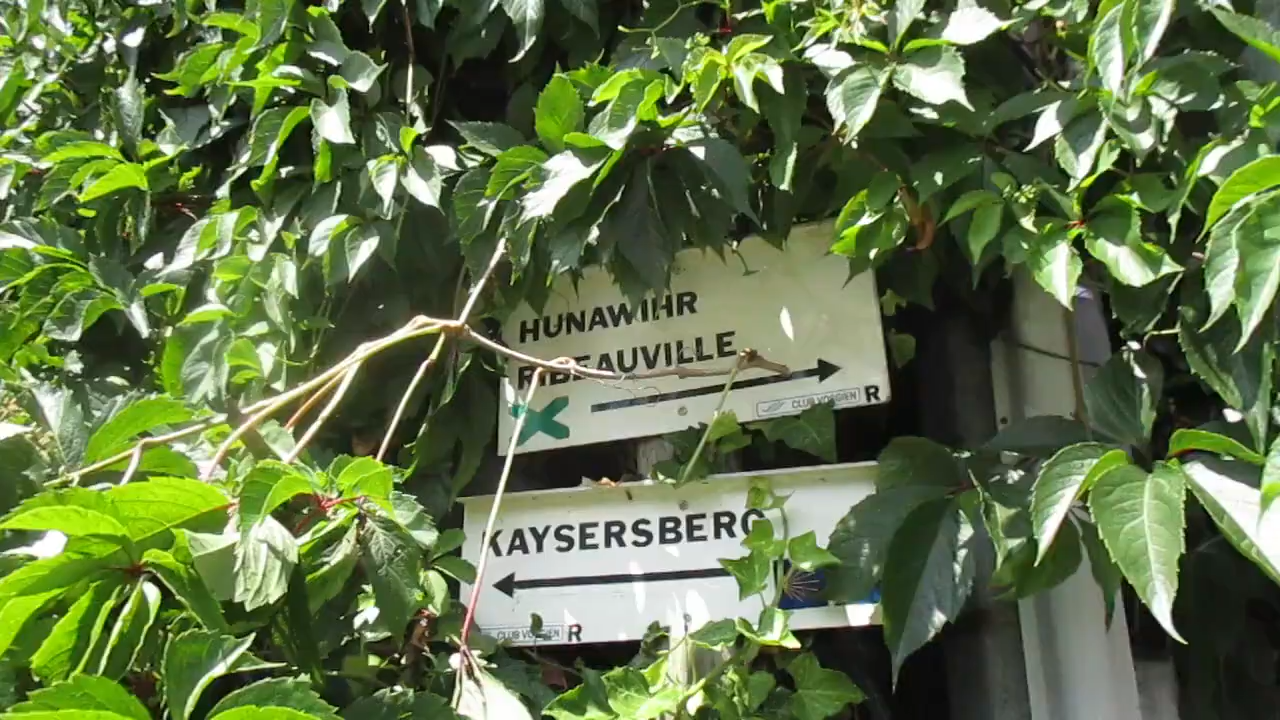 HUNAWIHR
RIBEAUVILLE
CLUB VOSGIEN R
KAYSERSBERG
CLUB VOSGIEN R